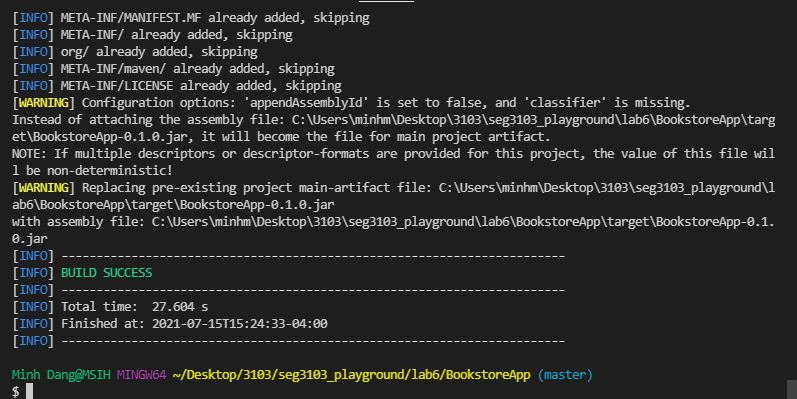 [INFO] META-INF/MANIFEST.MF already added, skipping
[INFO] META-INF/ already added, skipping
[INFO] org/ already added, skipping
[INFO] META-INF/maven/ already added, skipping
[INFO] META-INF/LICENSE already added, skipping
[WARNING] Configuration options: 'appendAssemblyId' is set to false, and 'classifier' is missing.
Instead of attaching the assembly file: C:\Users\minhm\Desktop\3103\seg3103_playground\lab6\BookstoreApp\targ
et\BookstoreApp-0.1.0.jar, it will become the file for main project artifact.
NOTE: If multiple descriptors or descriptor-formats are provided for this project, the value of this file wil
l be non-deterministic!
[WARNING] Replacing pre-existing project main-artifact file: C:\Users\minhm\Desktop\3103\seg3103_playground\l
ab6\BookstoreApp\target\BookstoreApp-0.1.0.jar
with assembly file: C:\Users\minhm\Desktop\3103\seg3103_playground\lab6\BookstoreApp\target\BookstoreApp-0.1.
0.jar
[INFO] ------------------------------------------------------------------------
[INFO] BUILD SUCCESS
[INFO] ------------------------------------------------------------------------
[INFO] Total time:  27.604 s
[INFO] Finished at: 2021-07-15T15:24:33-04:00
[INFO] ------------------------------------------------------------------------
Minh Dang@MSIH MINGW64 ~/Desktop/3103/seg3103_playground/lab6/BookstoreApp (master)
$